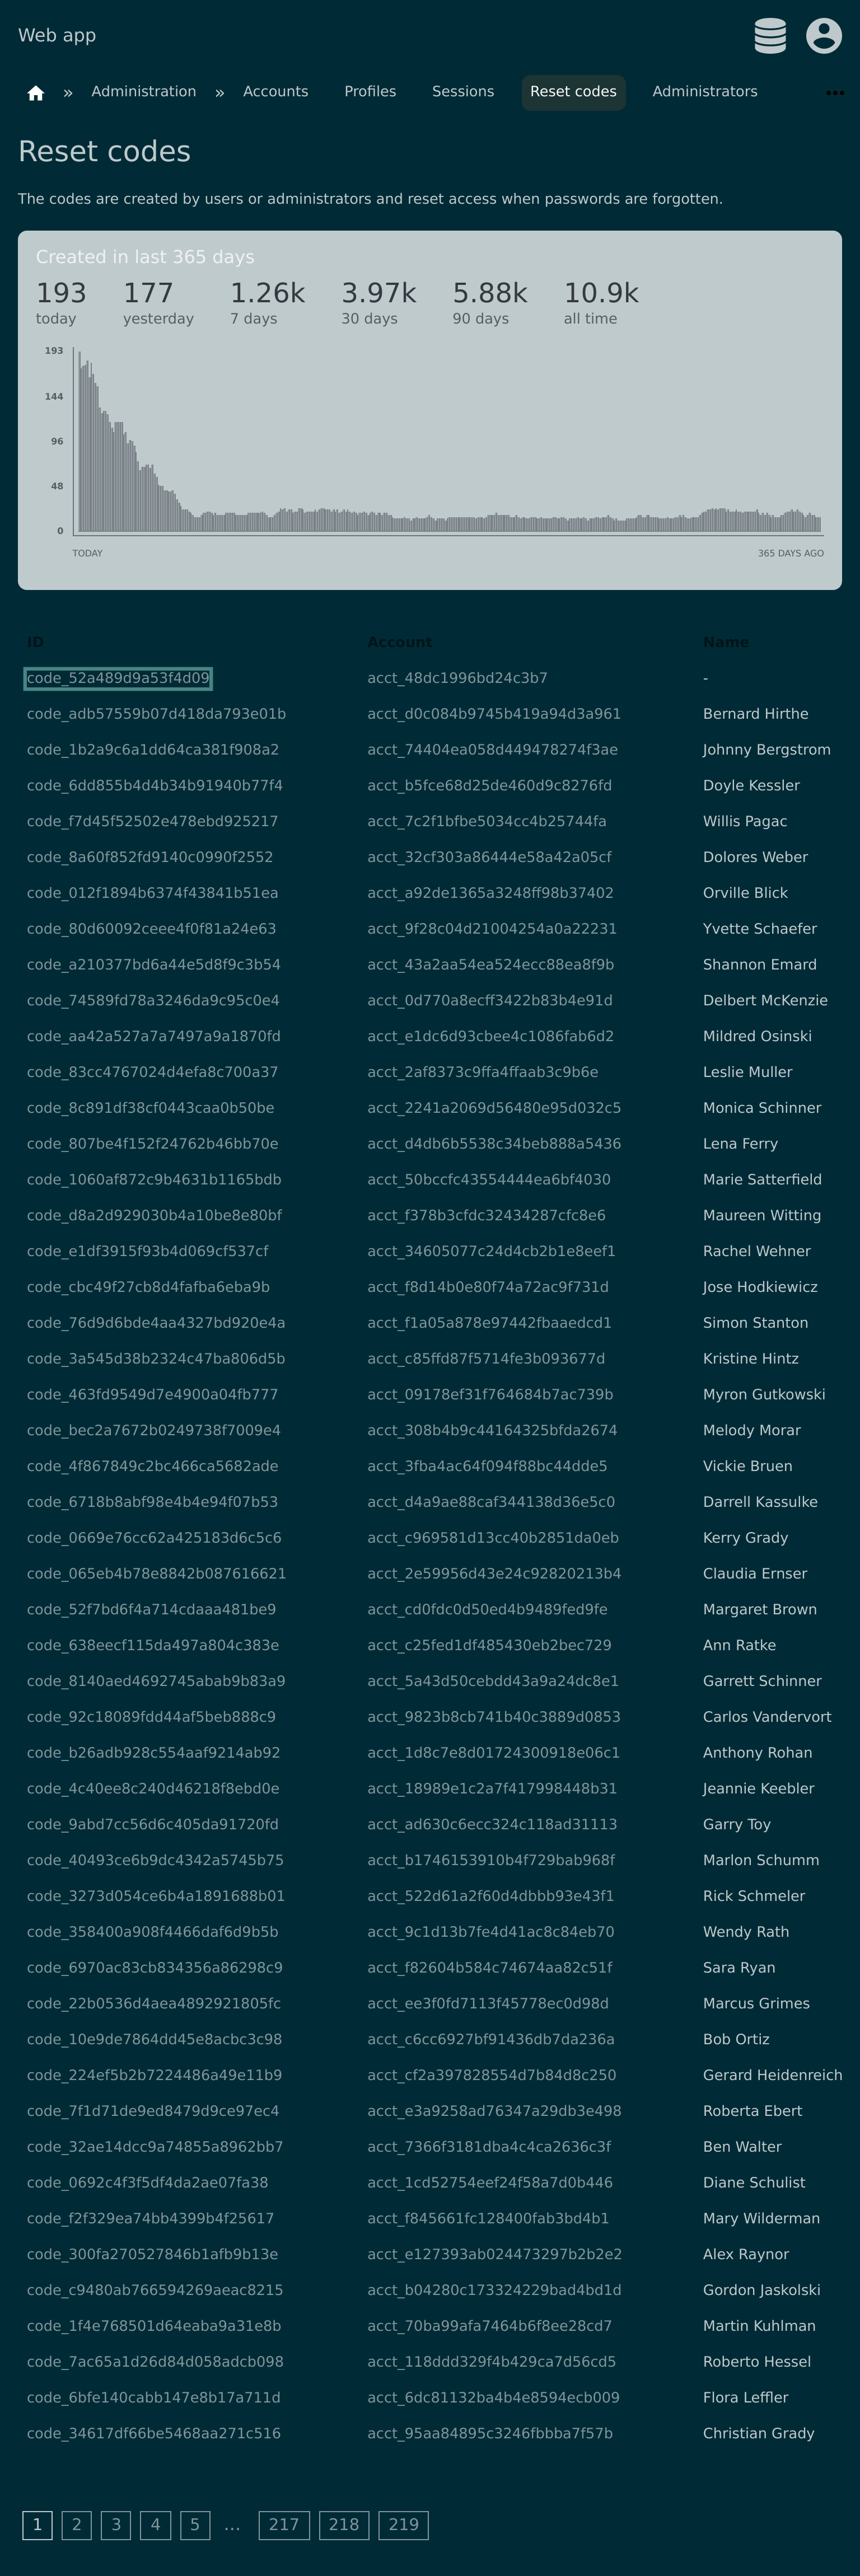 Web app
» Administration » Accounts Profiles Sessions Reset codes Administrators •••
Reset codes
The codes are created by users or administrators and reset access when passwords are forgotten.
Created in last 365 days
193 177 1.26k 3.97k 5.88k 10.9k
today yesterday 7 days 30 days 90 days all time
193
144
96
48
0
TODAY 365 DAYS AGO
ID Account Name
code_52a489d9a53f4d09 acct_48dc1996bd24c3b7 -
code_adb57559b07d418da793e01b acct_d0c084b9745b419a94d3a961 Bernard Hirthe
code_1b2a9c6a1dd64ca381f908a2 acct_74404ea058d449478274f3ae Johnny Bergstrom
code_6dd855b4d4b34b91940b77f4 acct_b5fce68d25de460d9c8276fd Doyle Kessler
code_f7d45f52502e478ebd925217 acct_7c2f1bfbe5034cc4b25744fa Willis Pagac
code_8a60f852fd9140c0990f2552 acct_32cf303a86444e58a42a05cf Dolores Weber
code_012f1894b6374f43841b51ea acct_a92de1365a3248ff98b37402 Orville Blick
code_80d60092ceee4f0f81a24e63 acct_9f28c04d21004254a0a22231 Yvette Schaefer
code_a210377bd6a44e5d8f9c3b54 acct_43a2aa54ea524ecc88ea8f9b Shannon Emard
code_74589fd78a3246da9c95c0e4 acct_0d770a8ecff3422b83b4e91d Delbert McKenzie
code_aa42a527a7a7497a9a1870fd acct_e1dc6d93cbee4c1086fab6d2 Mildred Osinski
code_83cc4767024d4efa8c700a37 acct_2af8373c9ffa4ffaab3c9b6e Leslie Muller
code_8c891df38cf0443caa0b50be acct_2241a2069d56480e95d032c5 Monica Schinner
code_807be4f152f24762b46bb70e acct_d4db6b5538c34beb888a5436 Lena Ferry
code_1060af872c9b4631b1165bdb acct_50bccfc43554444ea6bf4030 Marie Satterfield
code_d8a2d929030b4a10be8e80bf acct_f378b3cfdc32434287cfc8e6 Maureen Witting
code_e1df3915f93b4d069cf537cf acct_34605077c24d4cb2b1e8eef1 Rachel Wehner
code_cbc49f27cb8d4fafba6eba9b acct_f8d14b0e80f74a72ac9f731d Jose Hodkiewicz
code_76d9d6bde4aa4327bd920e4a acct_f1a05a878e97442fbaaedcd1 Simon Stanton
code_3a545d38b2324c47ba806d5b acct_c85ffd87f5714fe3b093677d Kristine Hintz
code_463fd9549d7e4900a04fb777 acct_09178ef31f764684b7ac739b Myron Gutkowski
code_bec2a7672b0249738f7009e4 acct_308b4b9c44164325bfda2674 Melody Morar
code_4f867849c2bc466ca5682ade acct_3fba4ac64f094f88bc44dde5 Vickie Bruen
code_6718b8abf98e4b4e94f07b53 acct_d4a9ae88caf344138d36e5c0 Darrell Kassulke
code_0669e76cc62a425183d6c5c6 acct_c969581d13cc40b2851da0eb Kerry Grady
code_065eb4b78e8842b087616621 acct_2e59956d43e24c92820213b4 Claudia Ernser
code_52f7bd6f4a714cdaaa481be9 acct_cd0fdc0d50ed4b9489fed9fe Margaret Brown
code_638eecf115da497a804c383e acct_c25fed1df485430eb2bec729 Ann Ratke
code_8140aed4692745abab9b83a9 acct_5a43d50cebdd43a9a24dc8e1 Garrett Schinner
code_92c18089fdd44af5beb888c9 acct_9823b8cb741b40c3889d0853 Carlos Vandervort
code_b26adb928c554aaf9214ab92 acct_1d8c7e8d01724300918e06c1 Anthony Rohan
code_4c40ee8c240d46218f8ebd0e acct_18989e1c2a7f417998448b31 Jeannie Keebler
code_9abd7cc56d6c405da91720fd acct_ad630c6ecc324c118ad31113 Garry Toy
code_40493ce6b9dc4342a5745b75 acct_b1746153910b4f729bab968f Marlon Schumm
code_3273d054ce6b4a1891688b01 acct_522d61a2f60d4dbbb93e43f1 Rick Schmeler
code_358400a908f4466daf6d9b5b acct_9c1d13b7fe4d41ac8c84eb70 Wendy Rath
code_6970ac83cb834356a86298c9 acct_f82604b584c74674aa82c51f Sara Ryan
code_22b0536d4aea4892921805fc acct_ee3f0fd7113f45778ec0d98d Marcus Grimes
code_10e9de7864dd45e8acbc3c98 acct_c6cc6927bf91436db7da236a Bob Ortiz
code_224ef5b2b7224486a49e11b9 acct_cf2a397828554d7b84d8c250 Gerard Heidenreich
code_7f1d71de9ed8479d9ce97ec4 acct_e3a9258ad76347a29db3e498 Roberta Ebert
code_32ae14dcc9a74855a8962bb7 acct_7366f3181dba4c4ca2636c3f Ben Walter
code_0692c4f3f5df4da2ae07fa38 acct_1cd52754eef24f58a7d0b446 Diane Schulist
code_f2f329ea74bb4399b4f25617 acct_f845661fc128400fab3bd4b1 Mary Wilderman
code_300fa270527846b1afb9b13e acct_e127393ab024473297b2b2e2 Alex Raynor
code_c9480ab766594269aeac8215 acct_b04280c173324229bad4bd1d Gordon Jaskolski
code_1f4e768501d64eaba9a31e8b acct_70ba99afa7464b6f8ee28cd7 Martin Kuhlman
code_7ac65a1d26d84d058adcb098 acct_118ddd329f4b429ca7d56cd5 Roberto Hessel
code_6bfe140cabb147e8b17a711d acct_6dc81132ba4b4e8594ecb009 Flora Leffler
code_34617df66be5468aa271c516 acct_95aa84895c3246fbbba7f57b Christian Grady
1 2 3 4 5 … 217 218 219